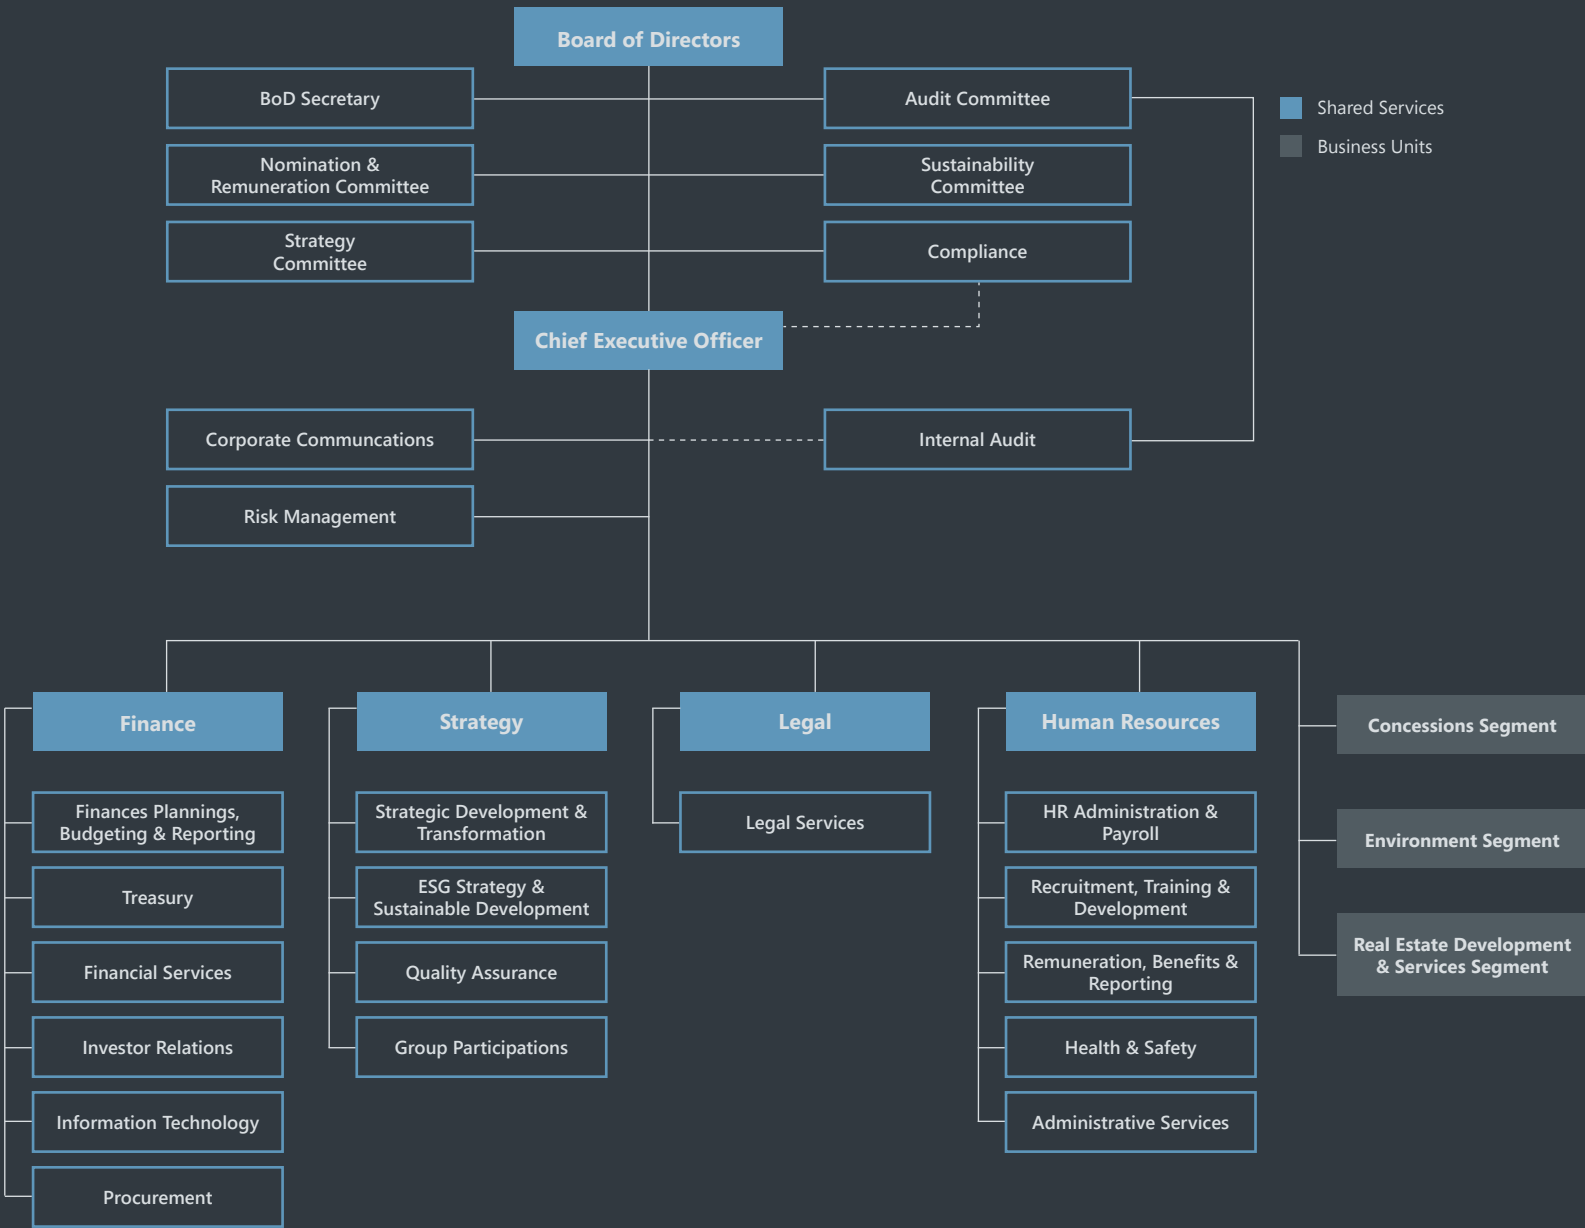 Board of Directors
BoD Secretary
Audit Committee
Shared Services
Business Units
Nomination &
Remuneration Committee
Sustainability
Committee
Strategy
Committee
Compliance
Chief Executive Officer
Corporate Communcations
Internal Audit
Risk Management
Finance
Strategy
Legal
Human Resources
Concessions Segment
Finances Plannings,
Budgeting & Reporting
Treasury
Financial Services
Investor Relations
Information Technology
Procurement
Strategic Development &
Transformation
ESG Strategy &
Sustainable Development
Quality Assurance
Group Participations
Legal Services
HR Administration &
Payroll
Recruitment, Training &
Development
Remuneration, Benefits &
Reporting
Health & Safety
Administrative Services
Environment Segment
Real Estate Development
& Services Segment